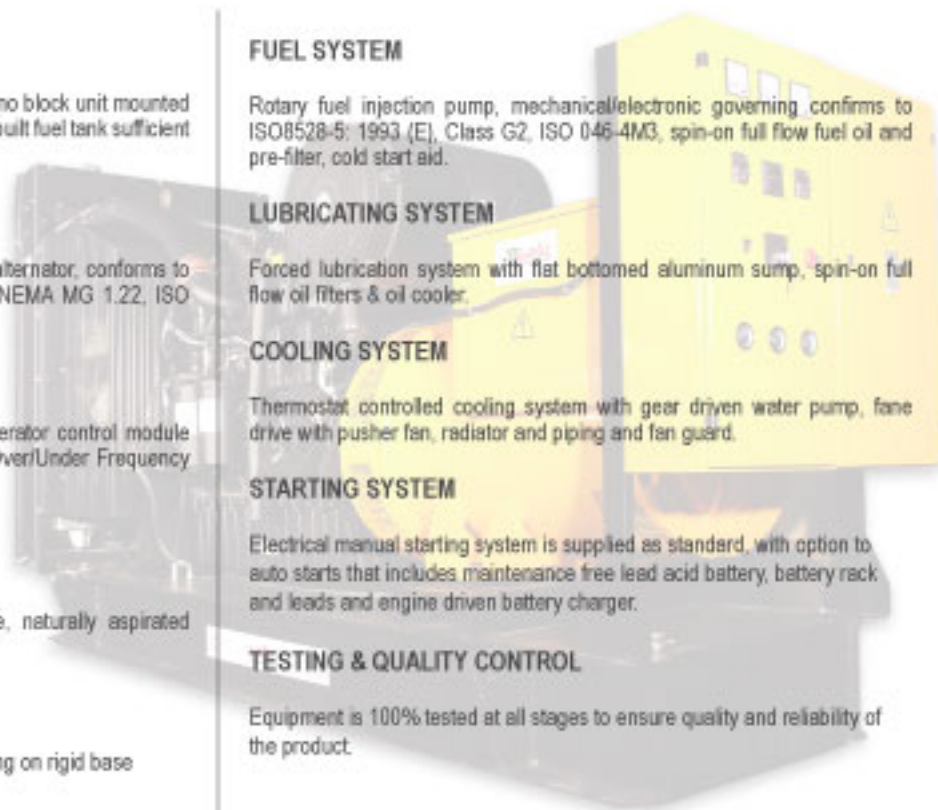 no block unit mounted
built fuel tank sufficient
alternator, conforms to
NEMA MG 1.22, ISO
erator control module
Over/Under Frequency
e, naturally aspirated
ng on rigid base
FUEL SYSTEM
Rotary fuel injection pump, mechanical/electronic governing confirms to
ISO8528-5: 1993 (E), Class G2, ISO 046-4M3, spin-on full flow fuel oil and
pre-filter, cold start aid.
LUBRICATING SYSTEM
Forced lubrication system with flat bottomed aluminum sump, spin-on full
flow oil filters & oil cooler.
COOLING SYSTEM
Thermostat controlled cooling system with gear driven water pump, fane
drive with pusher fan, radiator and piping and fan guard.
STARTING SYSTEM
Electrical manual starting system is supplied as standard, with option to
auto starts that includes maintenance free lead acid battery, battery rack
and leads and engine driven battery charger.
TESTING & QUALITY CONTROL
Equipment is 100% tested at all stages to ensure quality and reliability of
the product.